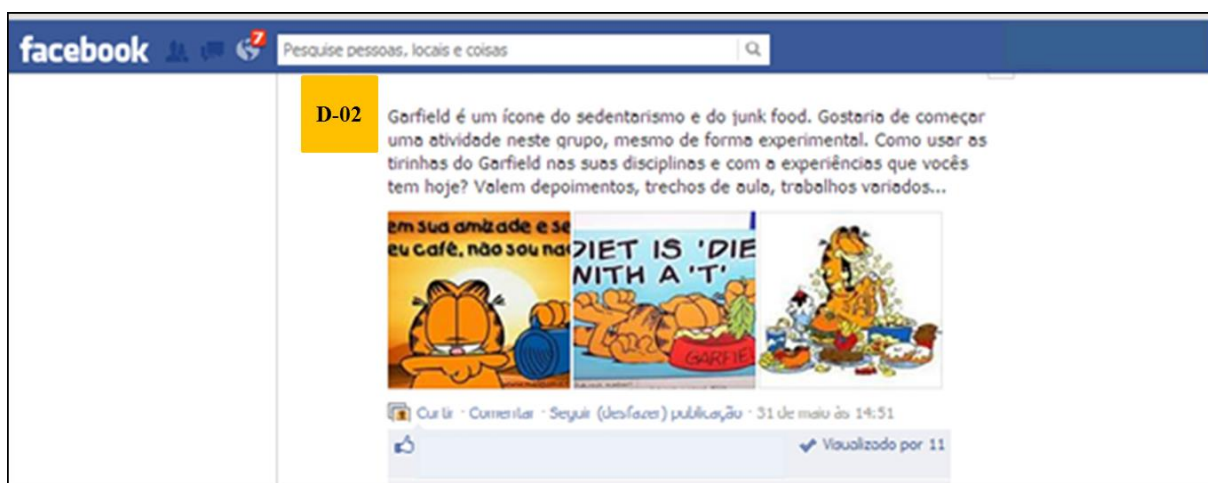 facebook
7
Pesquise pessoas, locais e coisas
D-02
Garfield é um ícone do sedentarismo e do junk food. Gostaria de começar
uma atividade neste grupo, mesmo de forma experimental. Como usar as
tirinhas do Garfield nas suas disciplinas e com a experiências que vocês
tem hoje? Valem depoimentos, trechos de aula, trabalhos variados...
em sua amizade e se
eu café, não sou na
DIET IS 'DIE
WITH A 'T'
GARFIE
Curtir · Comentar · Seguir (desfazer) publicação · 31 de maio às 14:51
Visualizado por 11